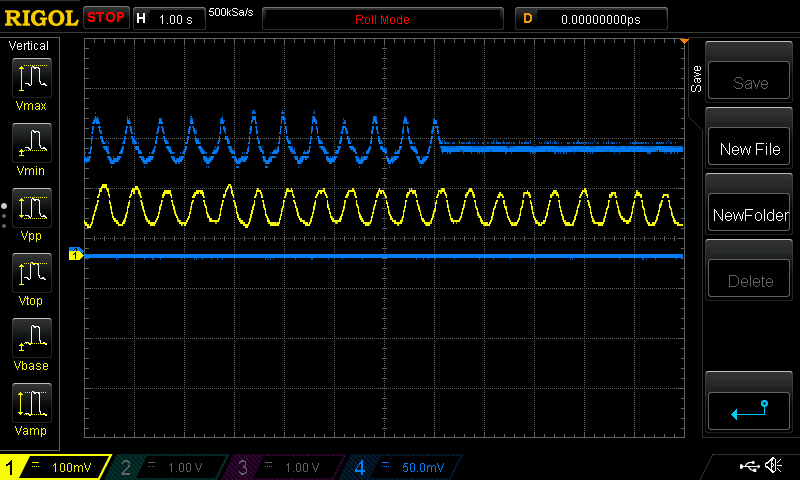 RIGOL STOP H 1.00 s 500kSa/s Roll Mode D 0.00000000ps
Vertical
Vmax
Vmin
Vpp
Vtop
Vbase
Vamp
1
Save
Save
New File
NewFolder
Delete
1 100mV 2 1.00 V 3 1.00 V 4 50.0mV